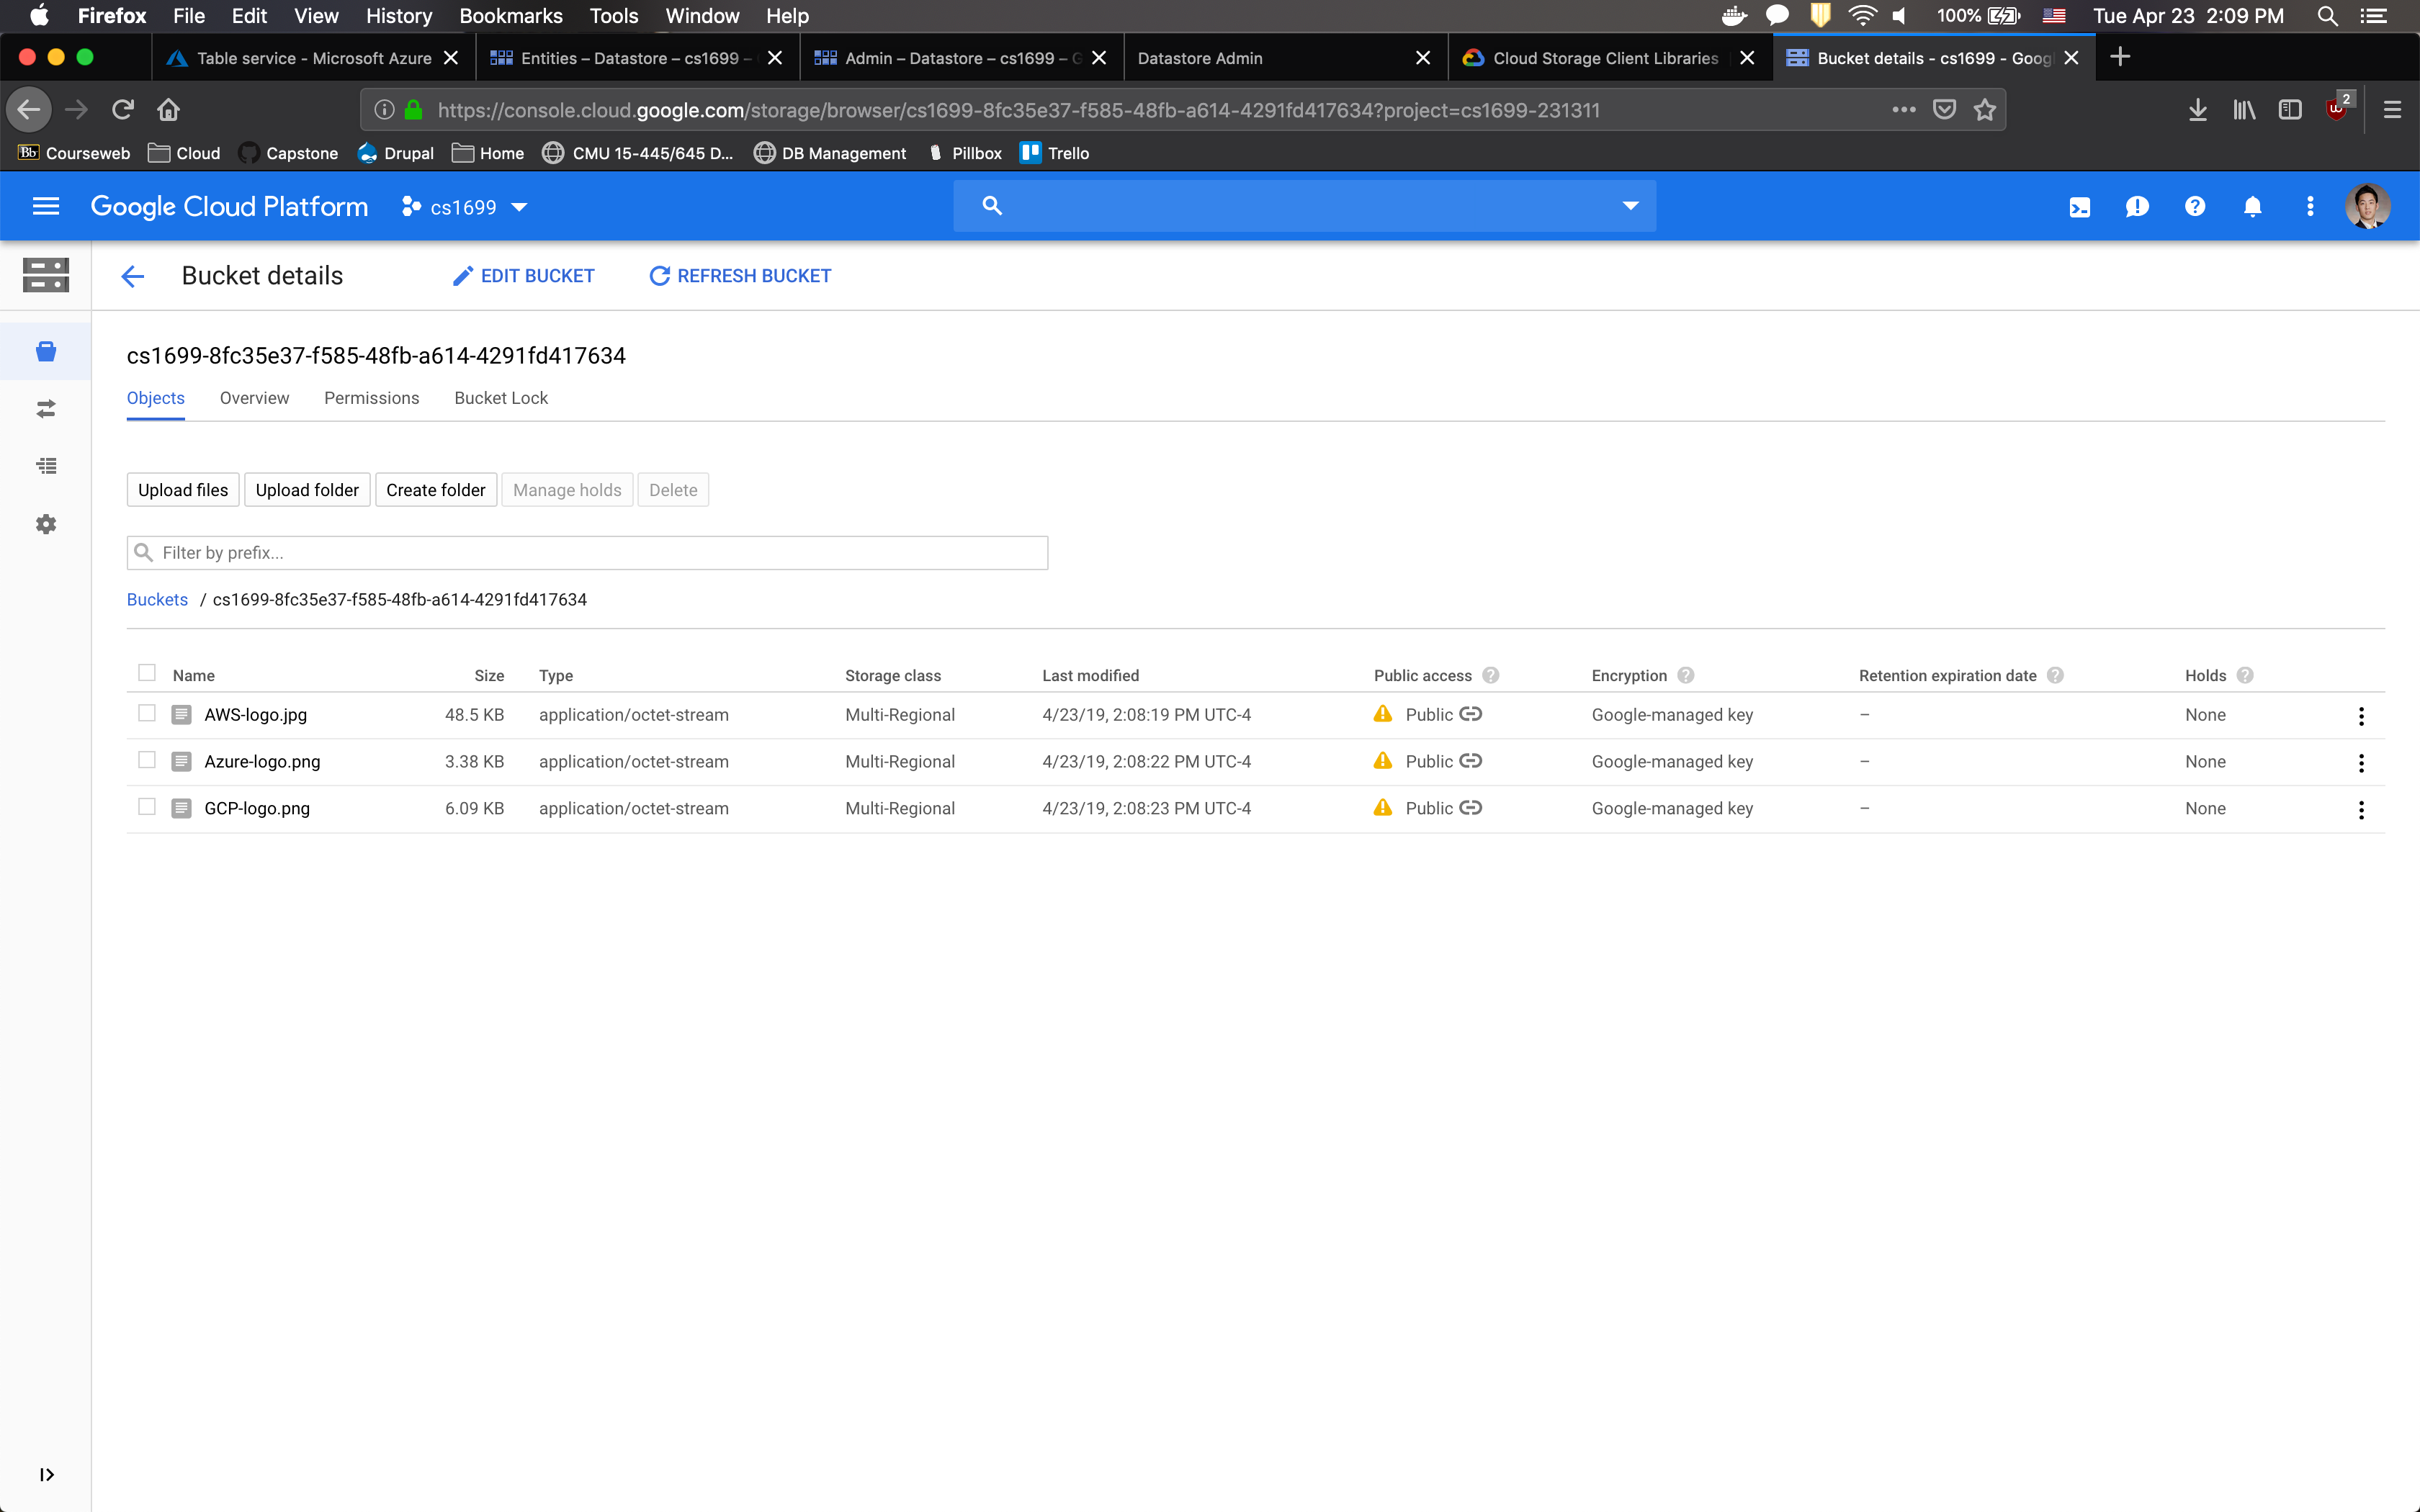 Firefox File Edit View History Bookmarks Tools Window Help 100% Tue Apr 23 2:09 PM
Table service - Microsoft Azure Entities – Datastore – cs1699 – Admin – Datastore – cs1699 – G Datastore Admin Cloud Storage Client Libraries Bucket details - cs1699 - Goog
https://console.cloud.google.com/storage/browser/cs1699-8fc35e37-f585-48fb-a614-4291fd417634?project=cs1699-231311 2
Bb Courseweb Cloud Capstone Drupal Home CMU 15-445/645 D... DB Management Pillbox Trello
Google Cloud Platform cs1699
Bucket details EDIT BUCKET REFRESH BUCKET
cs1699-8fc35e37-f585-48fb-a614-4291fd417634
Objects Overview Permissions Bucket Lock
Upload files Upload folder Create folder Manage holds Delete
Filter by prefix...
Buckets / cs1699-8fc35e37-f585-48fb-a614-4291fd417634
Name Size Type Storage class Last modified Public access Encryption Retention expiration date Holds
AWS-logo.jpg 48.5 KB application/octet-stream Multi-Regional 4/23/19, 2:08:19 PM UTC-4 Public Google-managed key – None
Azure-logo.png 3.38 KB application/octet-stream Multi-Regional 4/23/19, 2:08:22 PM UTC-4 Public Google-managed key – None
GCP-logo.png 6.09 KB application/octet-stream Multi-Regional 4/23/19, 2:08:23 PM UTC-4 Public Google-managed key – None